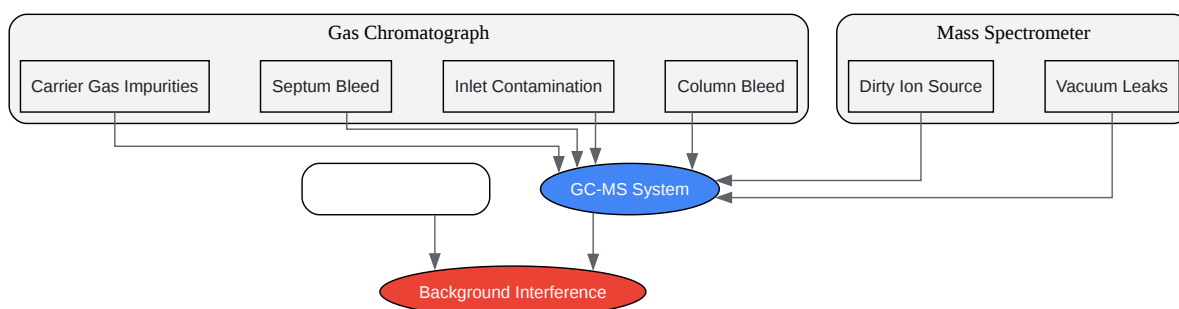 Gas Chromatograph
Mass Spectrometer
Carrier Gas Impurities
Septum Bleed
Inlet Contamination
Column Bleed
Dirty Ion Source
Vacuum Leaks
GC-MS System
Background Interference